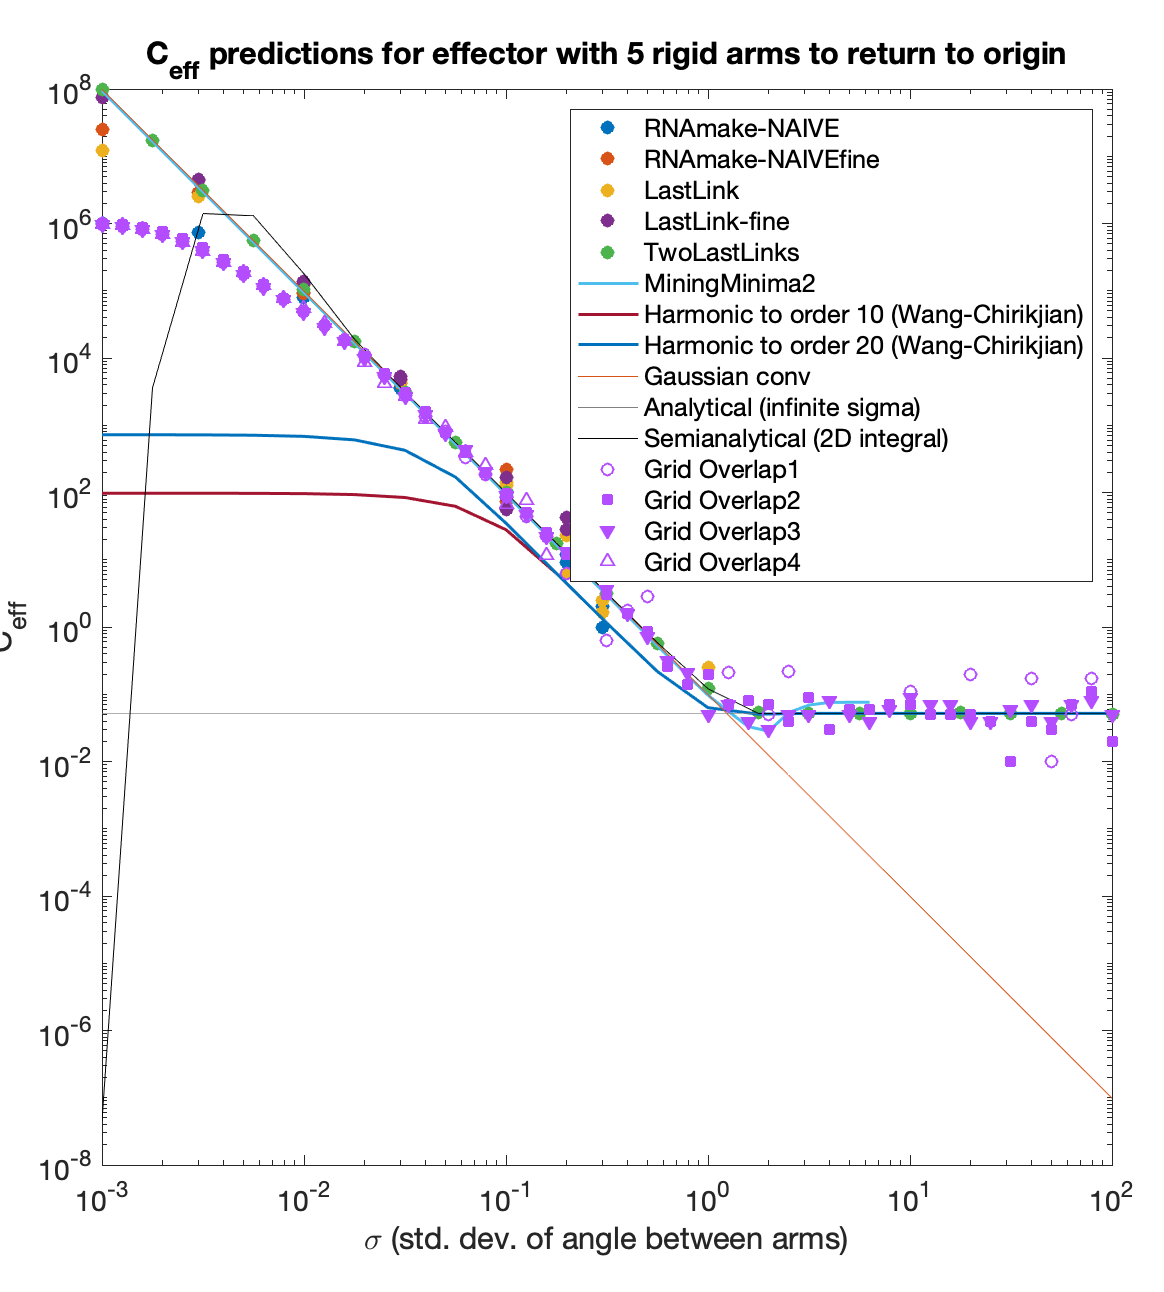 C_eff predictions for effector with 5 rigid arms to return to origin
10^8
10^6
10^4
10^2
10^0
10^-2
10^-4
10^-6
10^-8
C_eff
RNAmake-NAIVE
RNAmake-NAIVEfine
LastLink
LastLink-fine
TwoLastLinks
MiningMinima2
Harmonic to order 10 (Wang-Chirikjian)
Harmonic to order 20 (Wang-Chirikjian)
Gaussian conv
Analytical (infinite sigma)
Semianalytical (2D integral)
Grid Overlap1
Grid Overlap2
Grid Overlap3
Grid Overlap4
10^-3 10^-2 10^-1 10^0 10^1 10^2
σ (std. dev. of angle between arms)